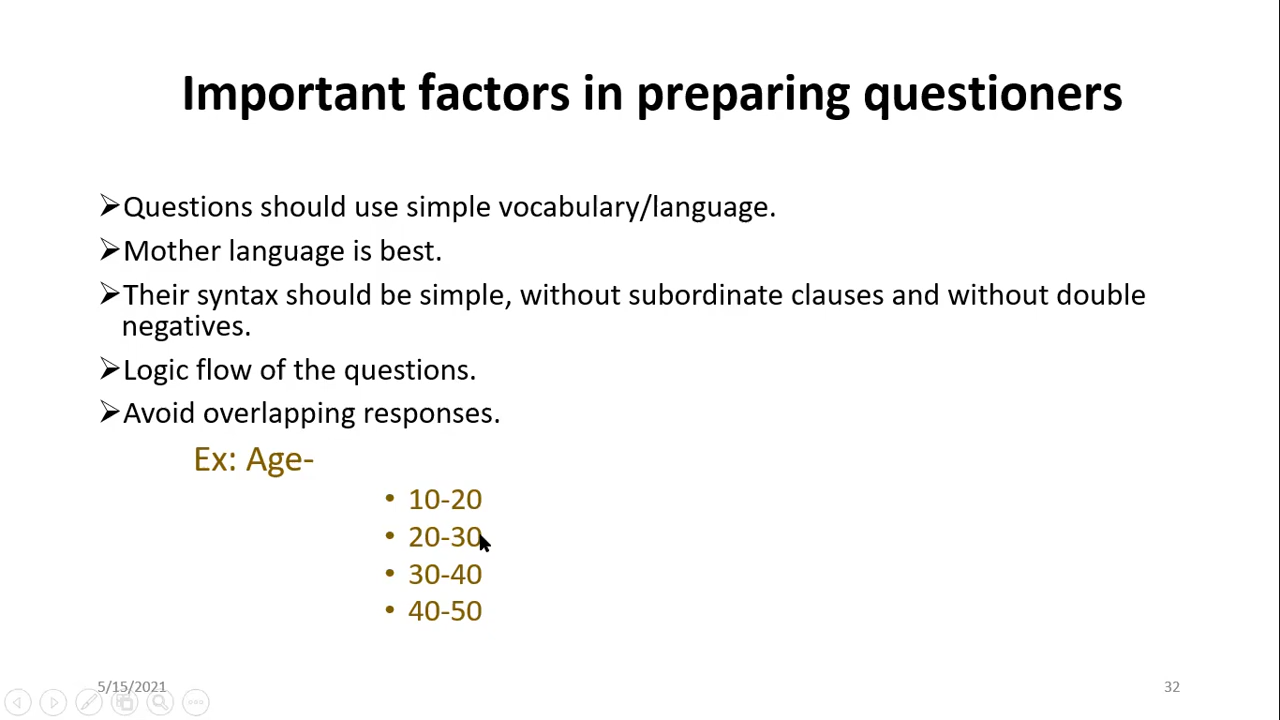 Important factors in preparing questioners
➢Questions should use simple vocabulary/language.
➢Mother language is best.
➢Their syntax should be simple, without subordinate clauses and without double
negatives.
➢Logic flow of the questions.
➢Avoid overlapping responses.
Ex: Age-
• 10-20
• 20-30
• 30-40
• 40-50
5/15/2021
32